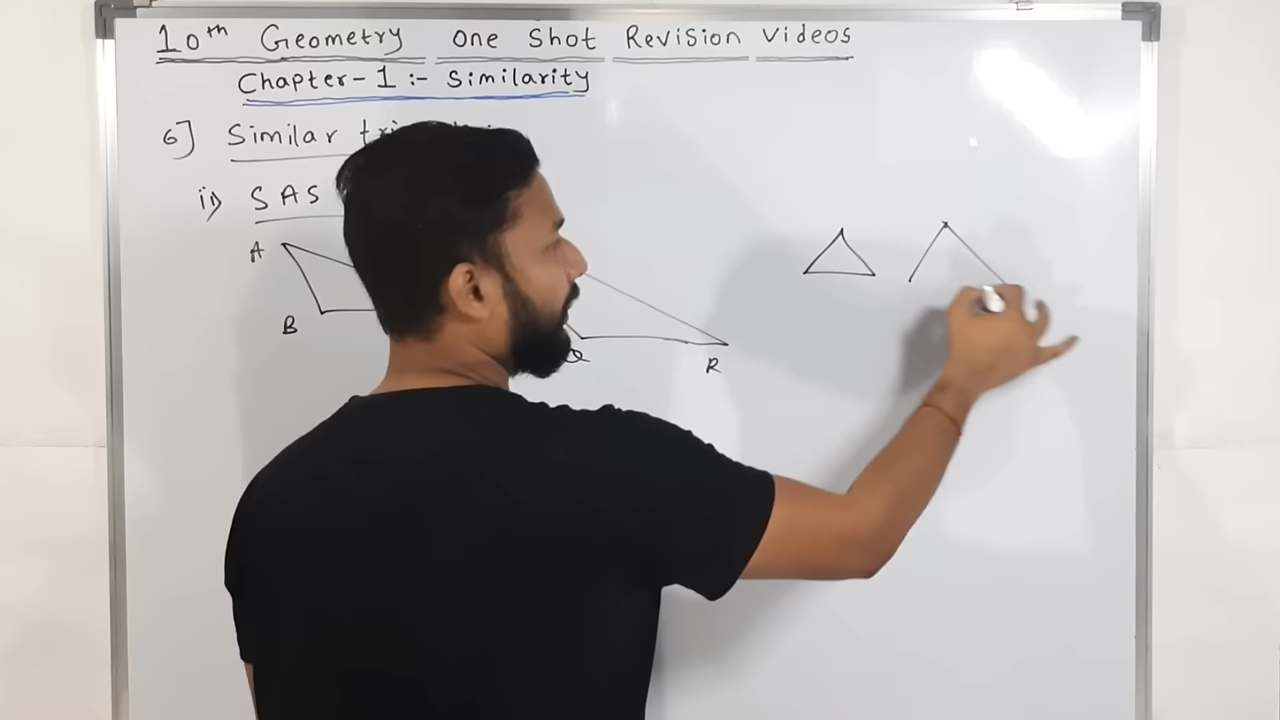 10th Geometry one shot Revision videos
Chapter-1 :- Similarity
6] Similar
ii) SAS
A
B
Q
R